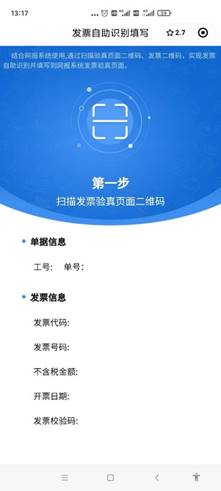 13:17
发票自助识别填写
2.7
结合网报系统使用,通过扫描验真页面二维码、发票二维码，实现发
票自助识别并填写到网报系统发票验真页面。
第一步
扫描发票验真页面二维码
单据信息
工号: 单号:
发票信息
发票代码:
发票号码:
不含税金额:
开票日期:
发票校验码: